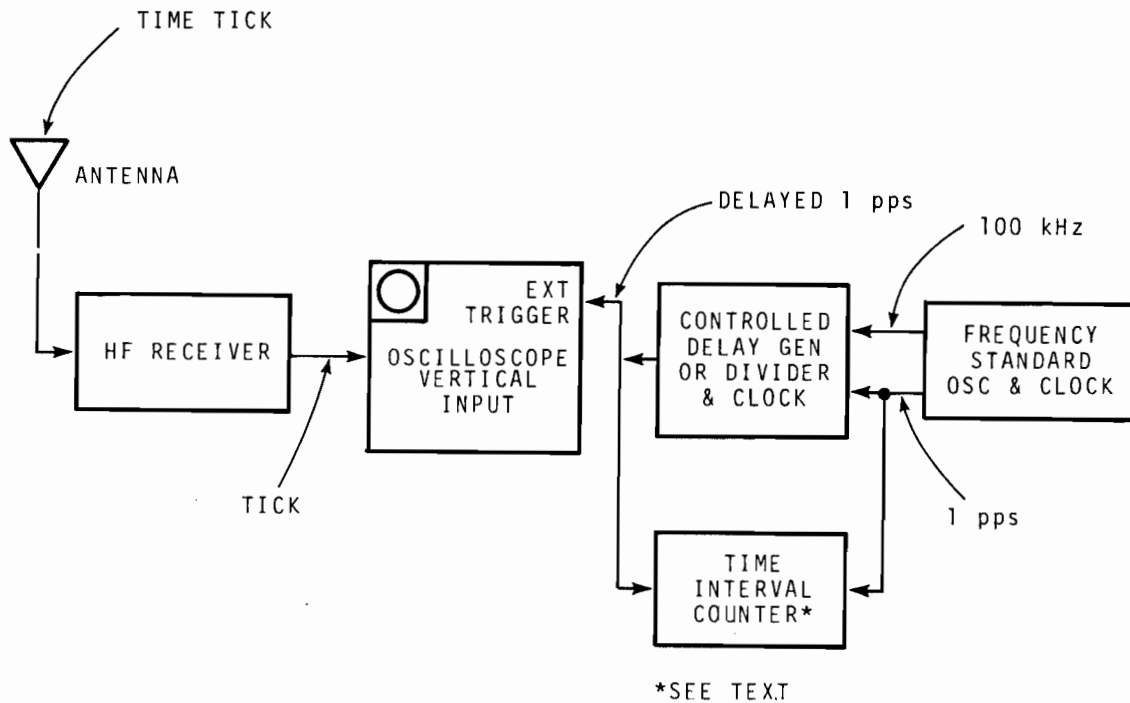 TIME TICK
ANTENNA
DELAYED 1 pps
100 kHz
HF RECEIVER
EXT
TRIGGER
OSCILLOSCOPE
VERTICAL
INPUT
CONTROLLED
DELAY GEN
OR DIVIDER
& CLOCK
FREQUENCY
STANDARD
OSC & CLOCK
TICK
1 pps
TIME
INTERVAL
COUNTER*
*SEE TEXT